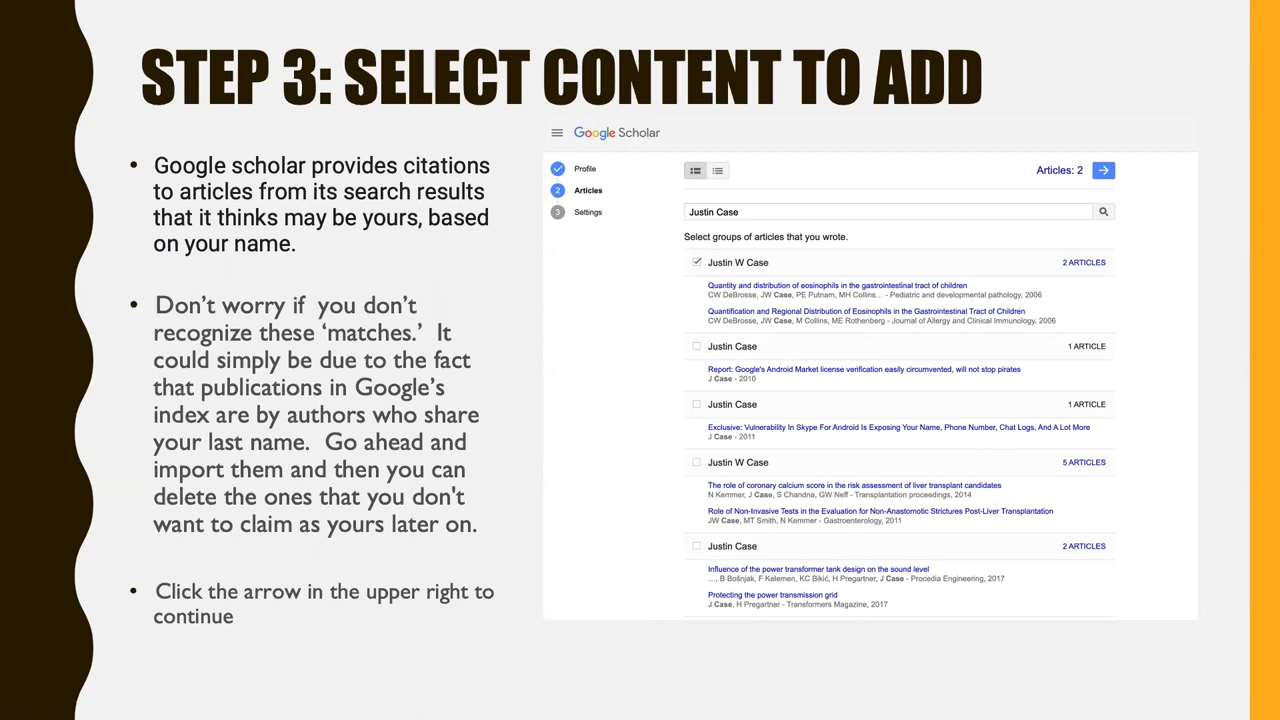 STEP 3: SELECT CONTENT TO ADD
• Google scholar provides citations
to articles from its search results
that it thinks may be yours, based
on your name.
• Don’t worry if  you don’t
recognize these ‘matches.’  It
could simply be due to the fact
that publications in Google’s
index are by authors who share
your last name.  Go ahead and
import them and then you can
delete the ones that you don't
want to claim as yours later on.
• Click the arrow in the upper right to
continue
Google Scholar
Profile
2 Articles
3 Settings
Articles: 2
Justin Case
Select groups of articles that you wrote.
Justin W Case 2 ARTICLES
Quantity and distribution of eosinophils in the gastrointestinal tract of children
CW DeBrosse, JW Case, PE Putnam, MH Collins… - Pediatric and developmental pathology, 2006
Quantification and Regional Distribution of Eosinophils in the Gastrointestinal Tract of Children
CW DeBrosse, JW Case, M Collins, ME Rothenberg - Journal of Allergy and Clinical Immunology, 2006
Justin Case 1 ARTICLE
Report: Google's Android Market license verification easily circumvented, will not stop pirates
J Case - 2010
Justin Case 1 ARTICLE
Exclusive: Vulnerability In Skype For Android Is Exposing Your Name, Phone Number, Chat Logs, And A Lot More
J Case - 2011
Justin W Case 5 ARTICLES
The role of coronary calcium score in the risk assessment of liver transplant candidates
N Kemmer, J Case, S Chandna, GW Neff - Transplantation proceedings, 2014
Role of Non-Invasive Tests in the Evaluation for Non-Anastomotic Strictures Post-Liver Transplantation
JW Case, MT Smith, N Kemmer - Gastroenterology, 2011
Justin Case 2 ARTICLES
Influence of the power transformer tank design on the sound level
…, B Bošnjak, F Kelemen, KC Bikić, H Pregartner, J Case - Procedia Engineering, 2017
Protecting the power transmission grid
J Case, H Pregartner - Transformers Magazine, 2017